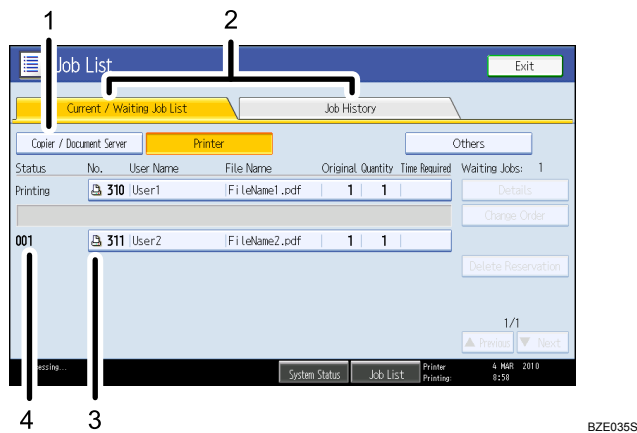 1 2
Job List Exit
Current / Waiting Job List Job History
Copier / Document Server Printer Others
Status No. User Name File Name Original Quantity Time Required Waiting Jobs: 1
Printing 310 User1 FileName1.pdf 1 1 Details
Change Order
001 311 User2 FileName2.pdf 1 1
Delete Reservation
1/1
▲ Previous ▼ Next
essing... System Status Job List Printer 4 MAR 2010
Printing: 8:58
4 3 BZE035S